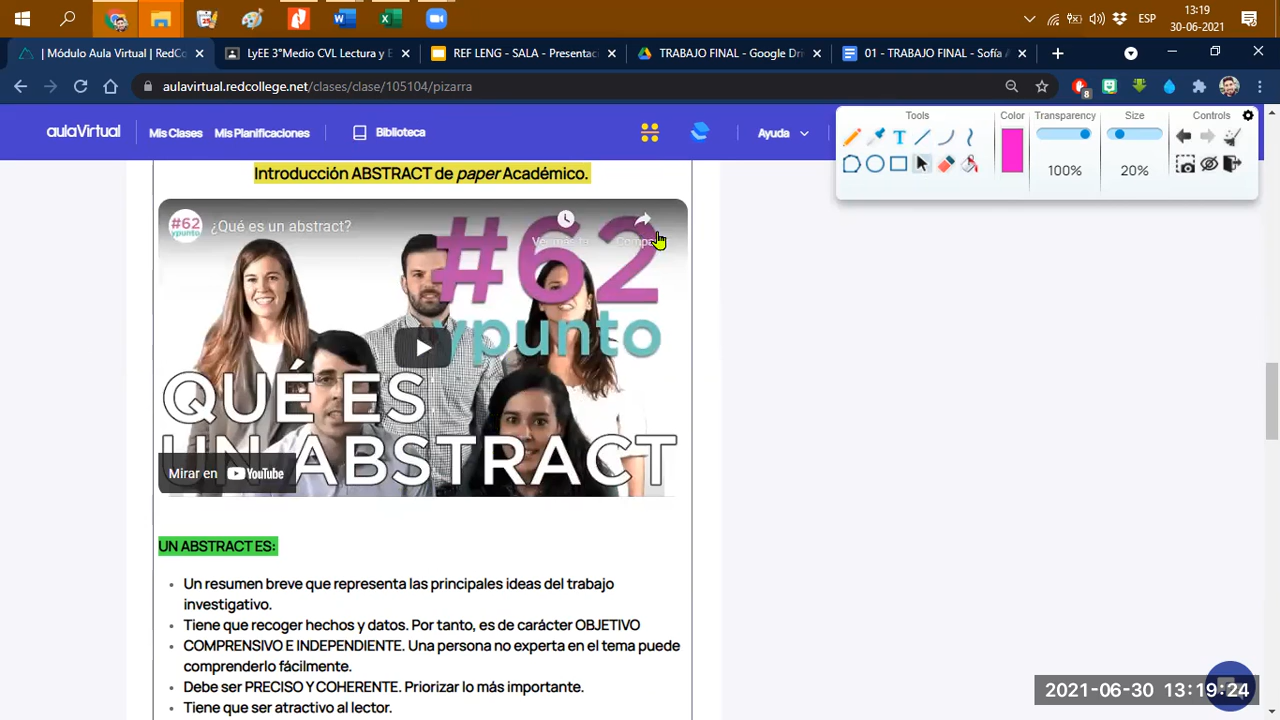 13:19
ESP
30-06-2021
| Módulo Aula Virtual | RedCo
LyEE 3°Medio CVL Lectura y E
REF LENG - SALA - Presentac
TRABAJO FINAL - Google Dri
01 - TRABAJO FINAL - Sofía A
aulavirtual.redcollege.net/clases/clase/105104/pizarra
8
aulaVirtual
Mis Clases
Mis Planificaciones
Biblioteca
Ayuda
Tools
Color
Transparency
Size
Controls
T
100%
20%
Introducción ABSTRACT de paper Académico.
#62
ypunto
¿Qué es un abstract?
#62
ypunto
QUÉ ES
UN ABSTRACT
Mirar en YouTube
UN ABSTRACT ES:
Un resumen breve que representa las principales ideas del trabajo
investigativo.
Tiene que recoger hechos y datos. Por tanto, es de carácter OBJETIVO
COMPRENSIVO E INDEPENDIENTE. Una persona no experta en el tema puede
comprenderlo fácilmente.
Debe ser PRECISO Y COHERENTE. Priorizar lo más importante.
Tiene que ser atractivo al lector.
2021-06-30 13:19:24